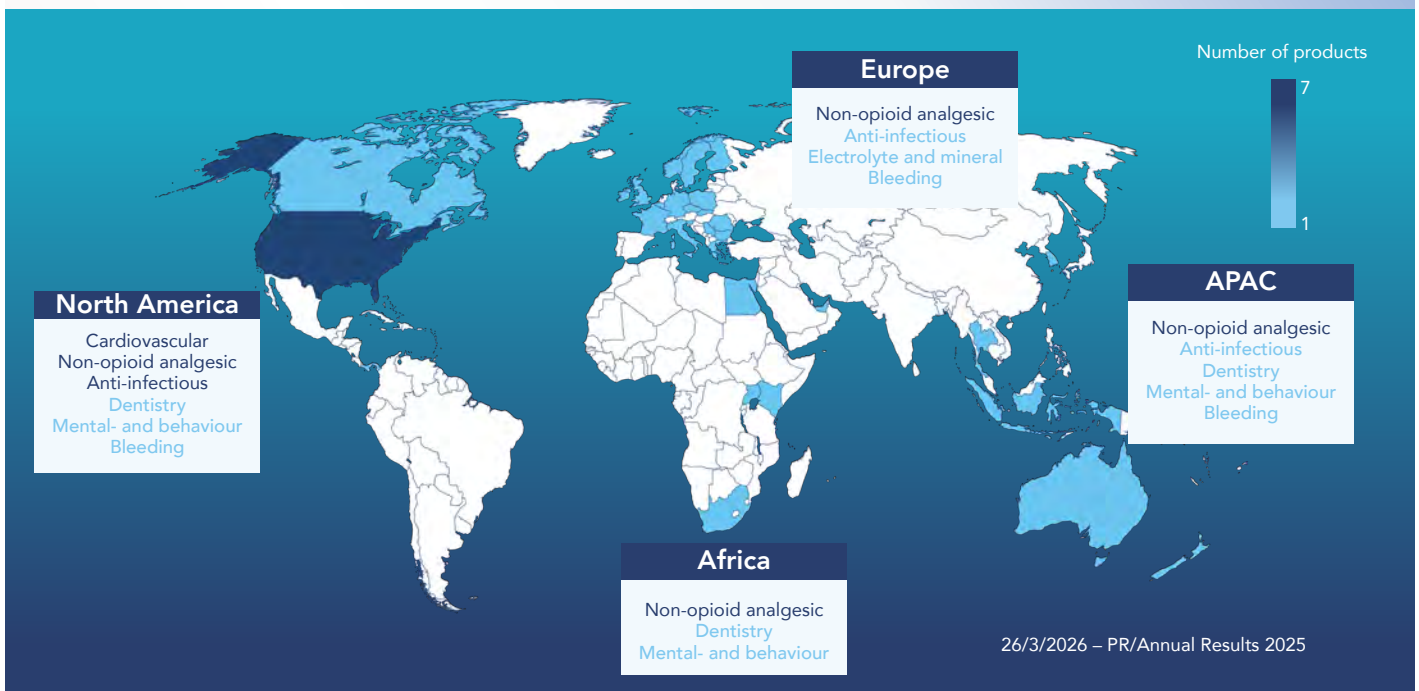 Number of products
7
1
Europe
Non-opioid analgesic
Anti-infectious
Electrolyte and mineral
Bleeding
North America
Cardiovascular
Non-opioid analgesic
Anti-infectious
Dentistry
Mental- and behaviour
Bleeding
APAC
Non-opioid analgesic
Anti-infectious
Dentistry
Mental- and behaviour
Bleeding
Africa
Non-opioid analgesic
Dentistry
Mental- and behaviour
26/3/2026 – PR/Annual Results 2025